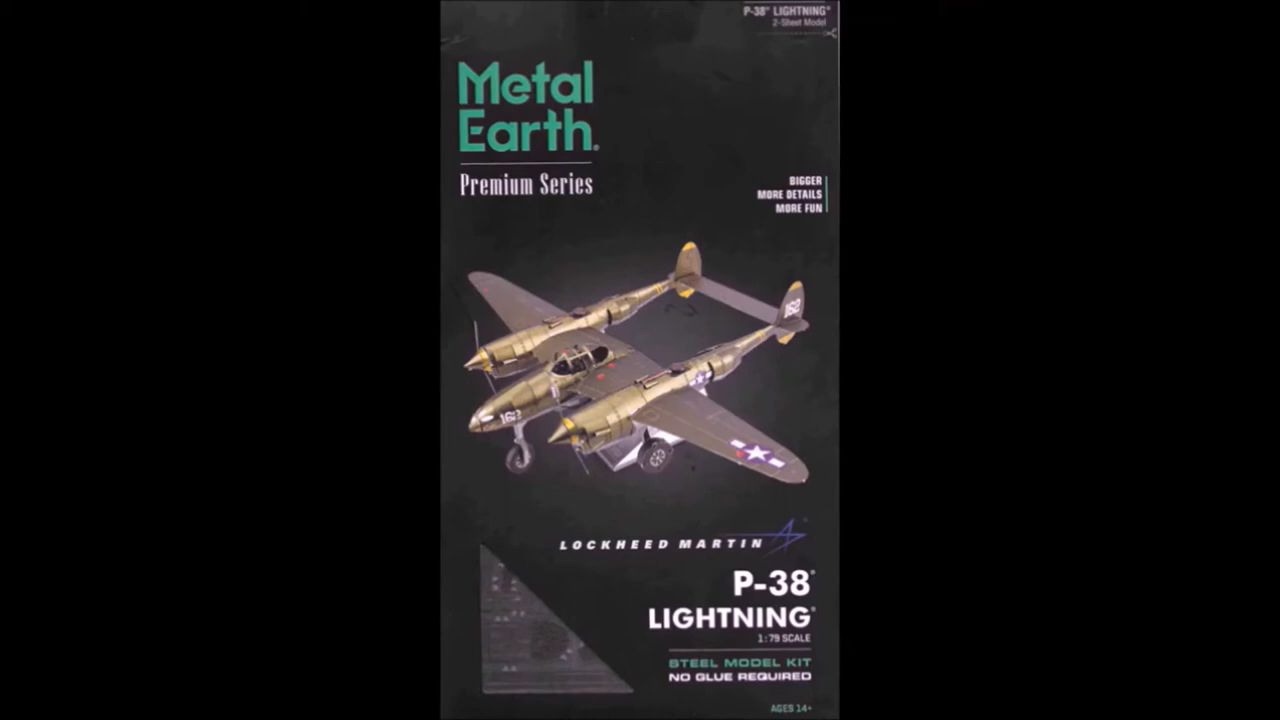 P-38® LIGHTNING®
2-Sheet Model
Metal
Earth®
Premium Series
BIGGER
MORE DETAILS
MORE FUN
162
162
LOCKHEED MARTIN
P-38®
LIGHTNING®
1:79 SCALE
STEEL MODEL KIT
NO GLUE REQUIRED
AGES 14+